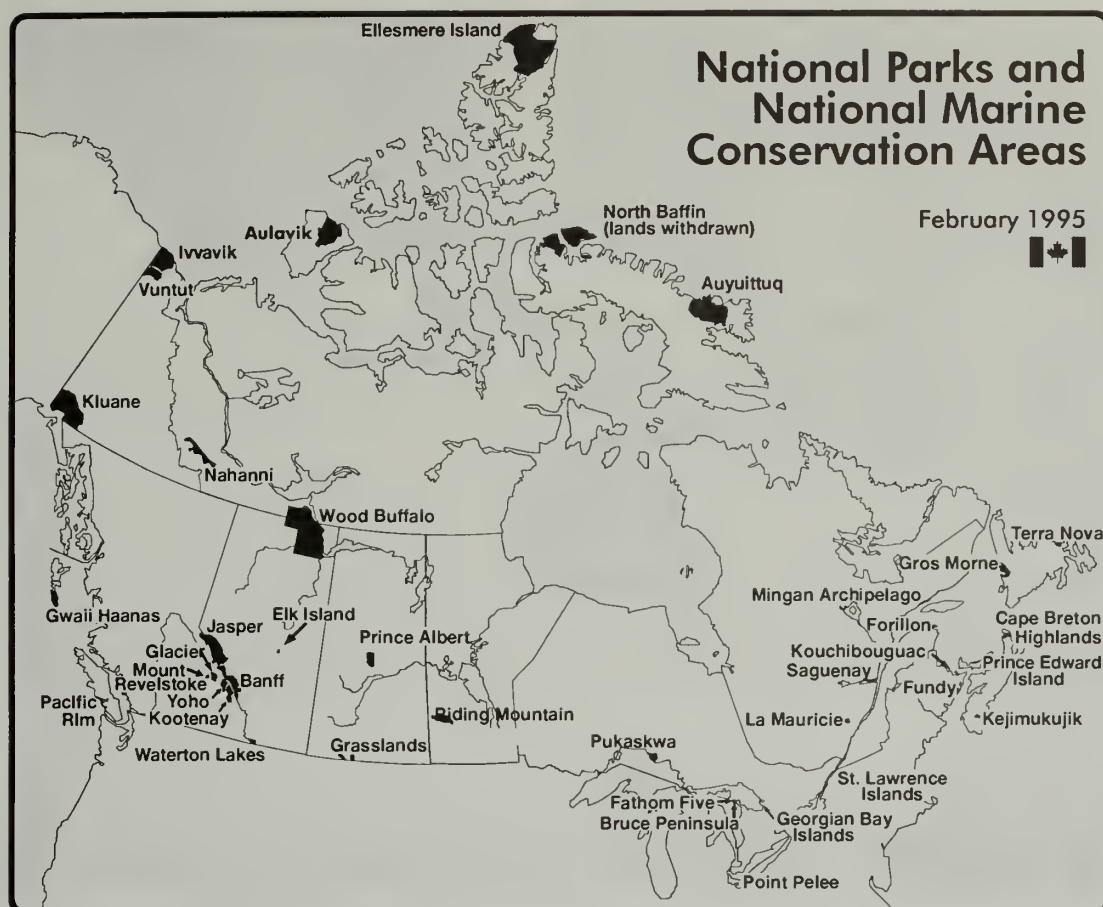 Ellesmere Island
National Parks and
National Marine
Conservation Areas
February 1995
North Baffin
(lands withdrawn)
Aulavik
Ivvavik
Vuntut
Auyuittuq
Kluane
Nahanni
Wood Buffalo
Terra Nova
Gros Morne
Mingan Archipelago
Gwaii Haanas
Elk Island
Jasper
Prince Albert
Forillon
Cape Breton
Highlands
Glacier
Kouchibouguac
Mount
Revelstoke
Banff
Saguenay
Prince Edward
Island
Yoho
Fundy
Pacific
Rim
Kootenay
Riding Mountain
La Mauricie
Kejimukujik
Waterton Lakes
Grasslands
Pukaskwa
St. Lawrence
Islands
Fathom Five
Bruce Peninsula
Georgian Bay
Islands
Point Pelee